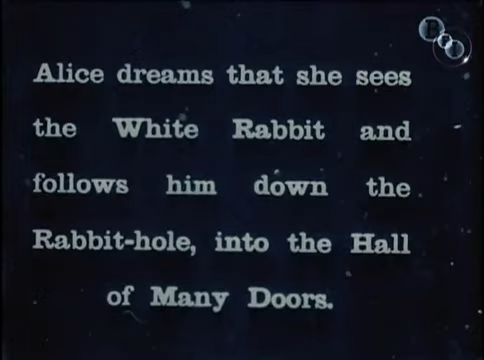 BFI
Alice dreams that she sees
the White Rabbit and
follows him down the
Rabbit-hole, into the Hall
of Many Doors.